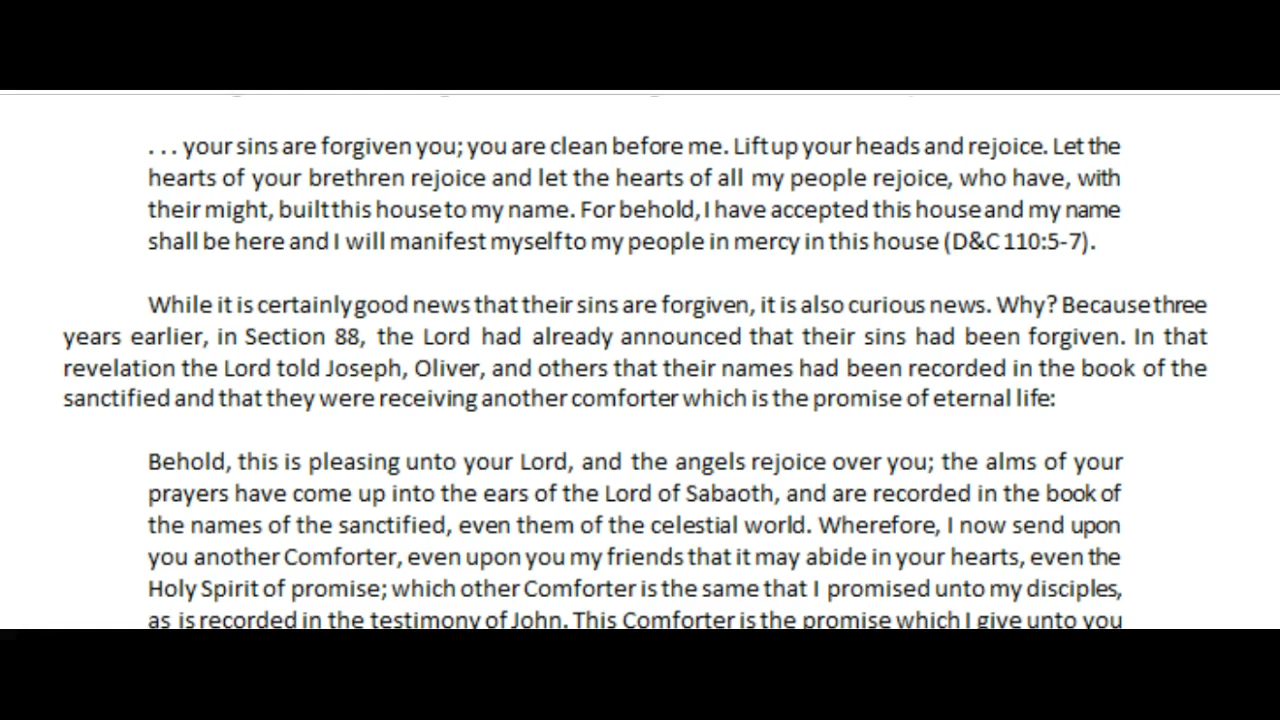 . . . your sins are forgiven you; you are clean before me. Lift up your heads and rejoice. Let the
hearts of your brethren rejoice and let the hearts of all my people rejoice, who have, with
their might, built this house to my name. For behold, I have accepted this house and my name
shall be here and I will manifest myself to my people in mercy in this house (D&C 110:5-7).
While it is certainly good news that their sins are forgiven, it is also curious news. Why? Because three
years earlier, in Section 88, the Lord had already announced that their sins had been forgiven. In that
revelation the Lord told Joseph, Oliver, and others that their names had been recorded in the book of the
sanctified and that they were receiving another comforter which is the promise of eternal life:
Behold, this is pleasing unto your Lord, and the angels rejoice over you; the alms of your
prayers have come up into the ears of the Lord of Sabaoth, and are recorded in the book of
the names of the sanctified, even them of the celestial world. Wherefore, I now send upon
you another Comforter, even upon you my friends that it may abide in your hearts, even the
Holy Spirit of promise; which other Comforter is the same that I promised unto my disciples,
as is recorded in the testimony of John. This Comforter is the promise which I give unto you